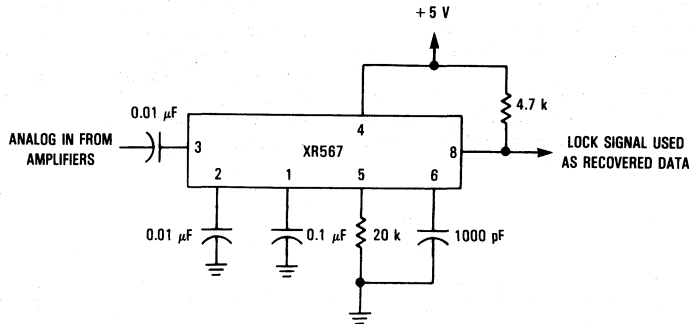 +5 V
0.01 μF
4.7 k
4
ANALOG IN FROM
AMPLIFIERS
3
XR567
8
LOCK SIGNAL USED
AS RECOVERED DATA
2
1
5
6
0.01 μF
0.1 μF
20 k
1000 pF